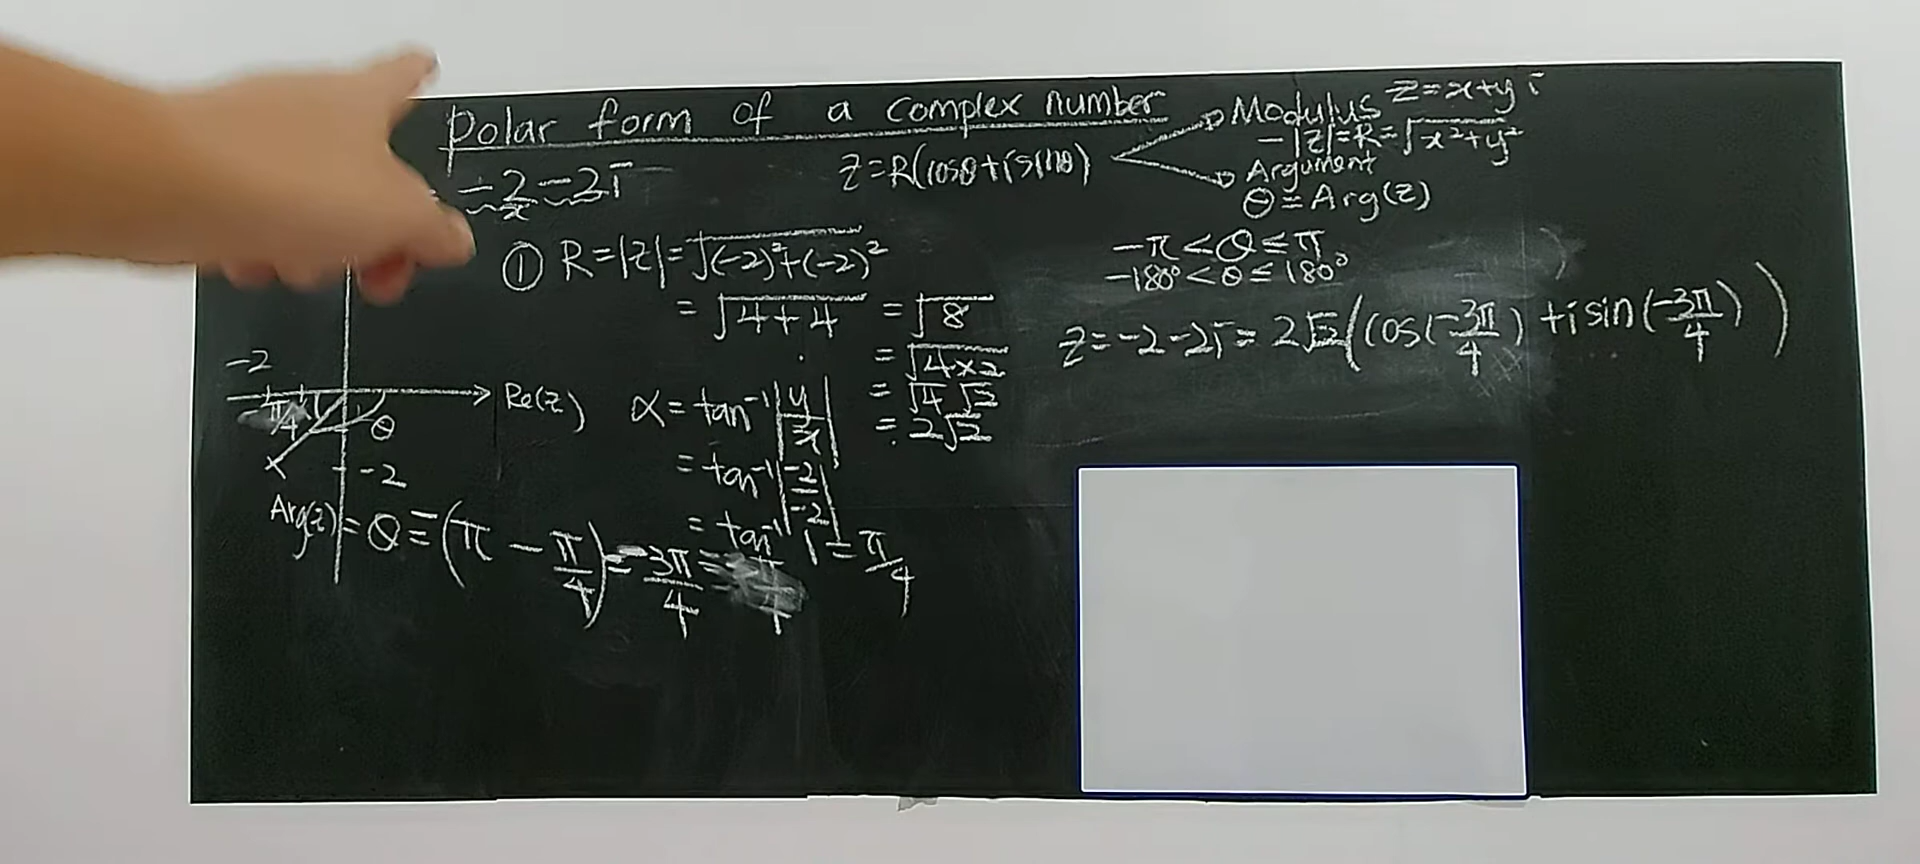 Polar form of a complex number
Modulus z=x+yi
-|z|=R=√x²+y²
z=R(cosθ+isinθ)
Argument
θ=Arg(z)
-2-2i
x
① R=|z|=√(-2)²+(-2)²
=√4+4 =√8
=√4×2
=√4 √2
=2√2
-π<θ≤π
-180°<θ≤180°
z=-2-2i=2√2(cos(-3π/4)+isin(-3π/4))
-2
Re(z)
π/4
θ
-2
α=tan⁻¹|y/x|
=tan⁻¹|-2/-2|
=tan⁻¹ 1=π/4
Arg(z)=θ=-(π-π/4)=-3π/4